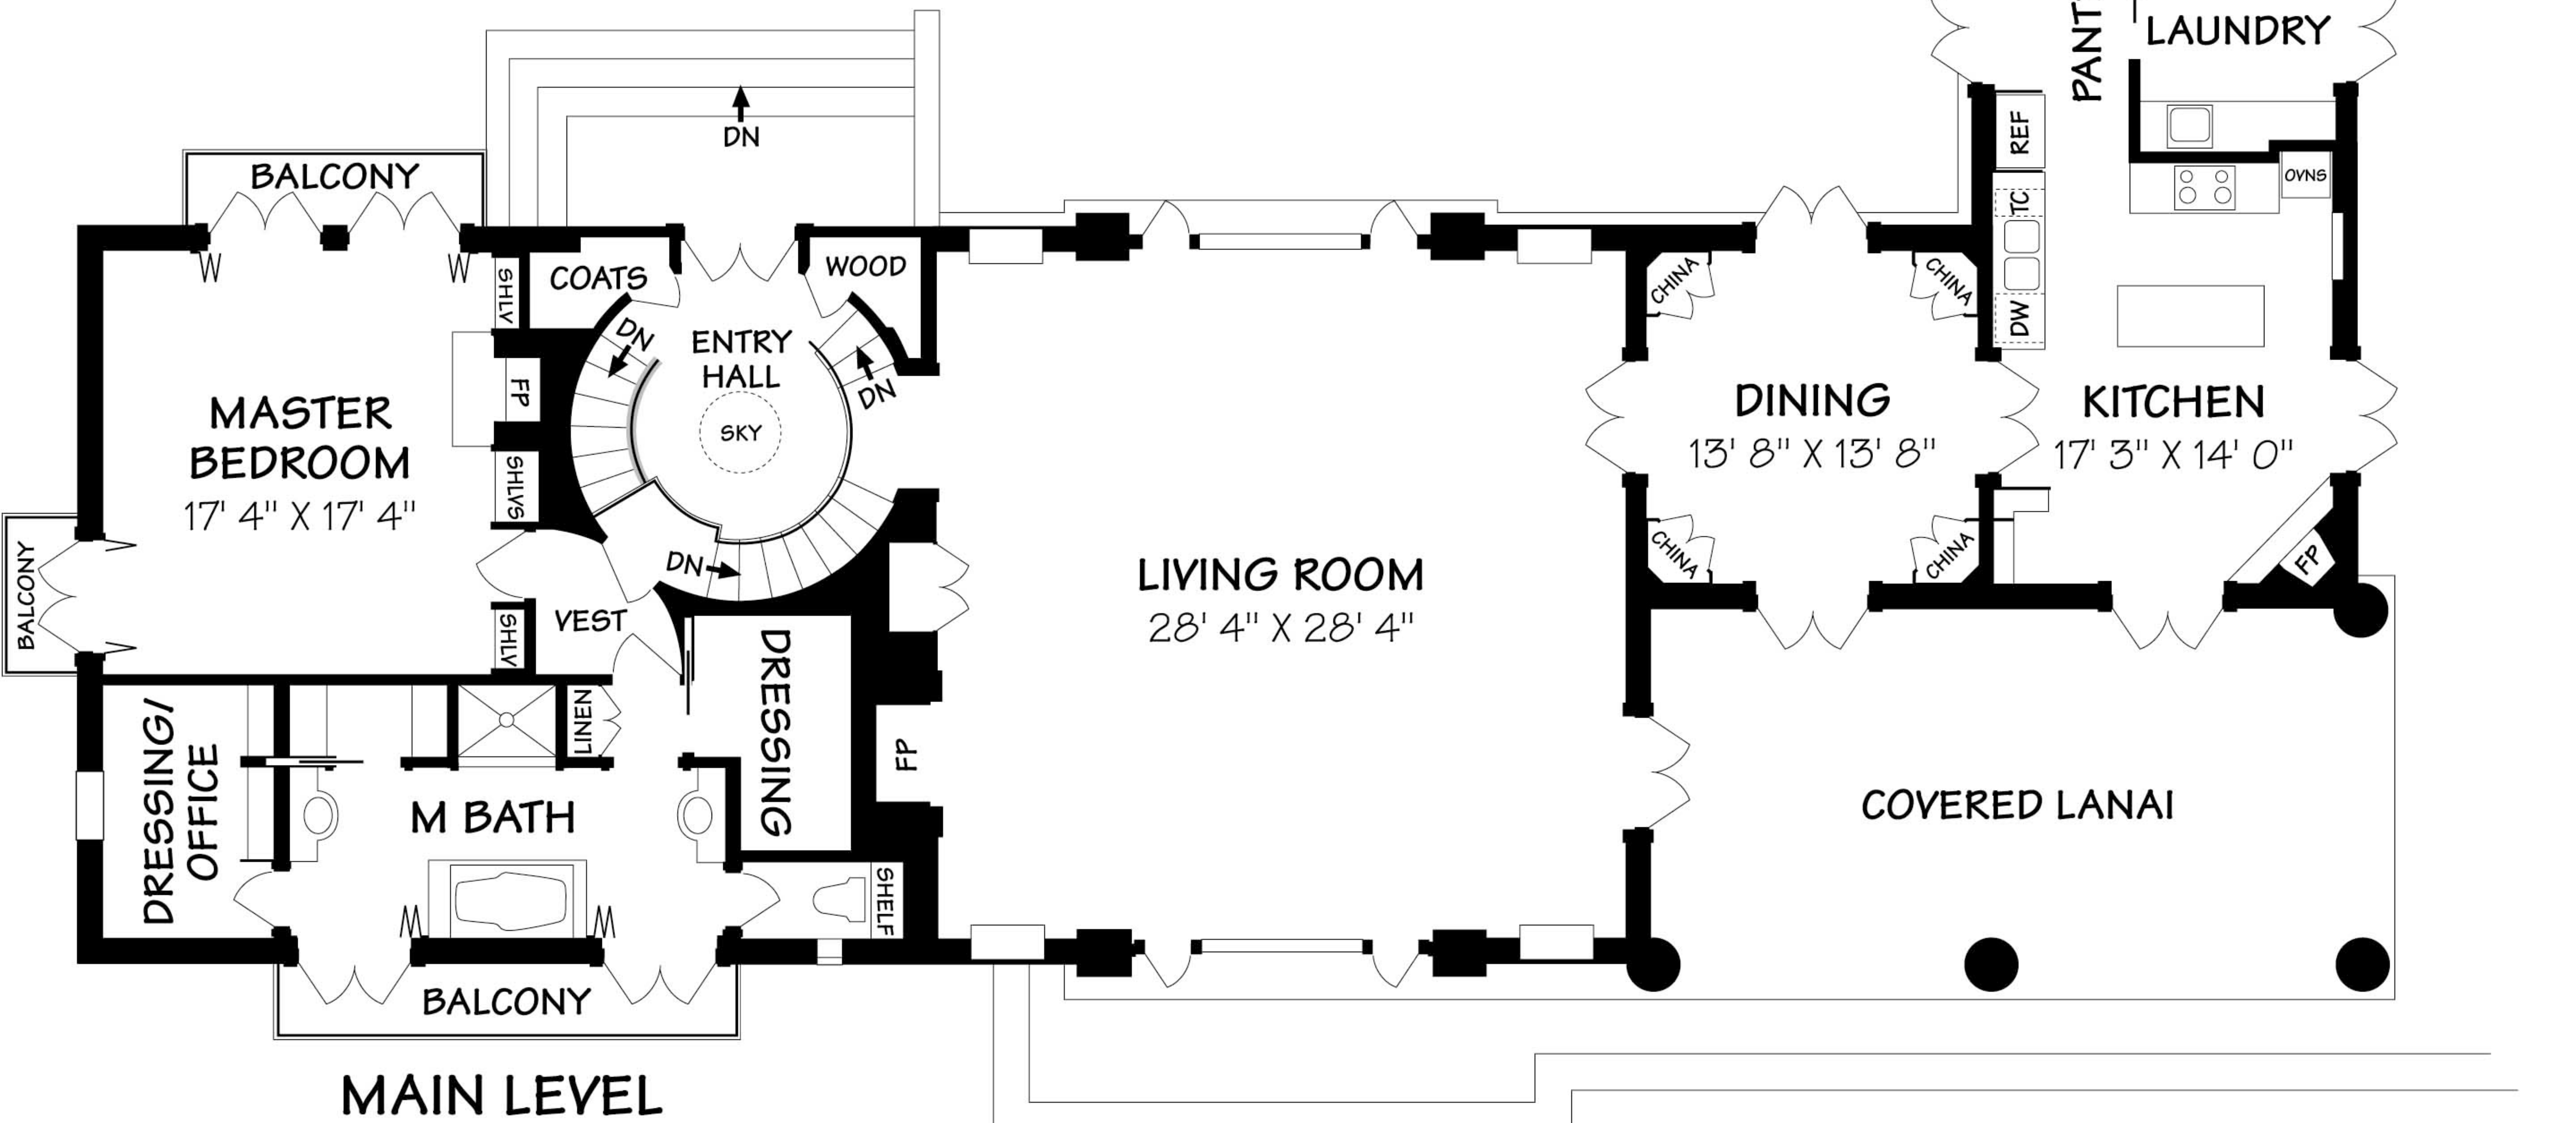 PANT
LAUNDRY
DN
REF
BALCONY
OVNS
TC
COATS
WOOD
SHLV
CHINA
CHINA
DW
DN
ENTRY
HALL
DN
FP
SKY
MASTER
BEDROOM
17' 4" X 17' 4"
DINING
13' 8" X 13' 8"
KITCHEN
17' 3" X 14' 0"
SHLVS
BALCONY
DN
LIVING ROOM
28' 4" X 28' 4"
CHINA
CHINA
FP
VEST
SHLV
DRESSING/
OFFICE
LINEN
DRESSING
FP
M BATH
COVERED LANAI
SHELF
BALCONY
MAIN LEVEL